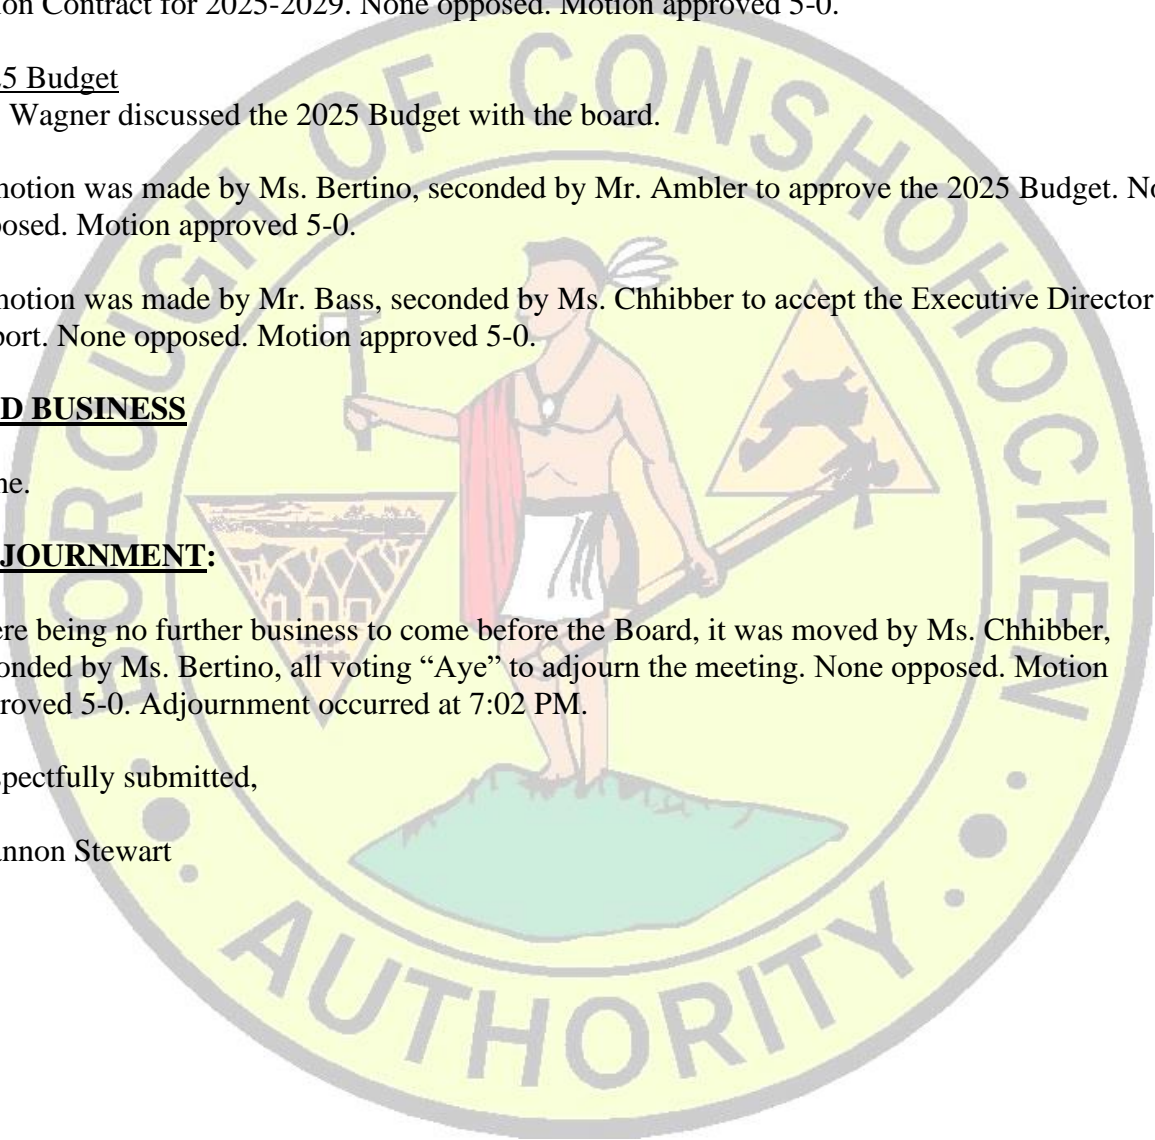 on Contract for 2025-2029. None opposed. Motion approved 5-0.
5 Budget
Wagner discussed the 2025 Budget with the board.
motion was made by Ms. Bertino, seconded by Mr. Ambler to approve the 2025 Budget. No
posed. Motion approved 5-0.
motion was made by Mr. Bass, seconded by Ms. Chhibber to accept the Executive Director
port. None opposed. Motion approved 5-0.
D BUSINESS
ne.
JOURNMENT:
ere being no further business to come before the Board, it was moved by Ms. Chhibber,
onded by Ms. Bertino, all voting “Aye” to adjourn the meeting. None opposed. Motion
roved 5-0. Adjournment occurred at 7:02 PM.
spectfully submitted,
annon Stewart
BOROUGH OF CONSHOHOCKEN
AUTHORITY